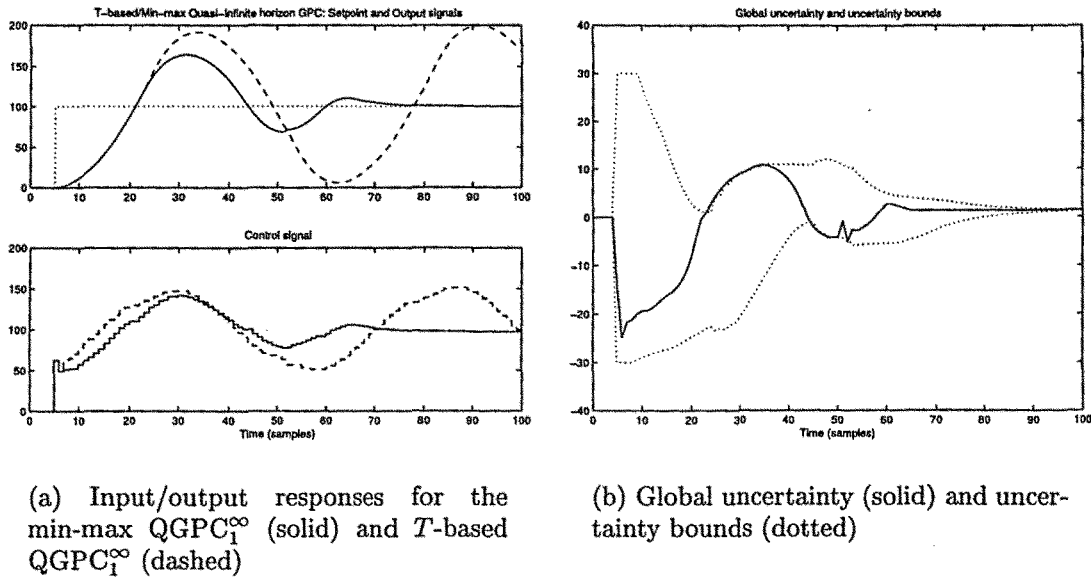 T-based/Min-max Quasi-Infinite horizon GPC: Setpoint and Output signals
200
150
100
50
0
0 10 20 30 40 50 60 70 80 90 100
Control signal
200
150
100
50
0
0 10 20 30 40 50 60 70 80 90 100
Time (samples)
Global uncertainty and uncertainty bounds
40
30
20
10
0
-10
-20
-30
-40
0 10 20 30 40 50 60 70 80 90 100
Time (samples)
(a) Input/output responses for the
min-max QGPC₁^∞ (solid) and T-based
QGPC₁^∞ (dashed)
(b) Global uncertainty (solid) and uncer-
tainty bounds (dotted)